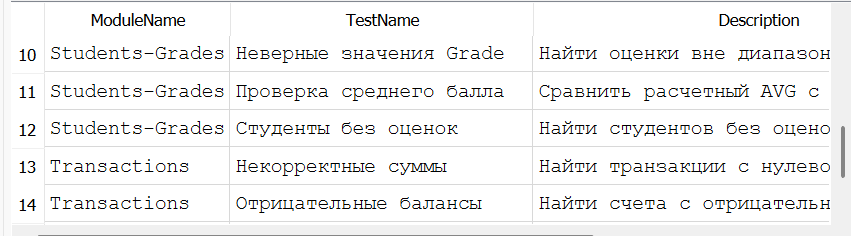 ModuleName TestName Description
10 Students-Grades Неверные значения Grade Найти оценки вне диапазон
11 Students-Grades Проверка среднего балла Сравнить расчетный AVG с
12 Students-Grades Студенты без оценок Найти студентов без оцено
13 Transactions Некорректные суммы Найти транзакции с нулево
14 Transactions Отрицательные балансы Найти счета с отрицательн